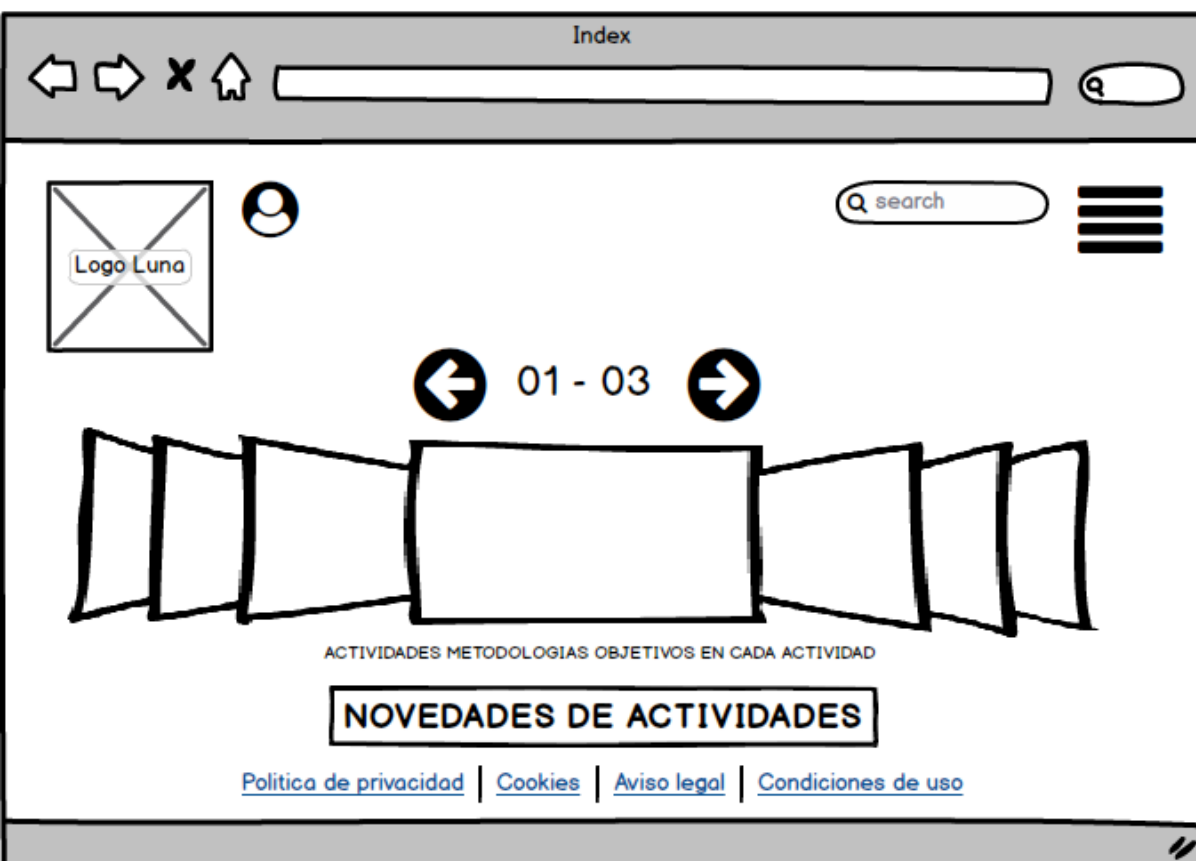 Index
search
Logo Luna
01 - 03
ACTIVIDADES METODOLOGIAS OBJETIVOS EN CADA ACTIVIDAD
NOVEDADES DE ACTIVIDADES
Politica de privacidad | Cookies | Aviso legal | Condiciones de uso